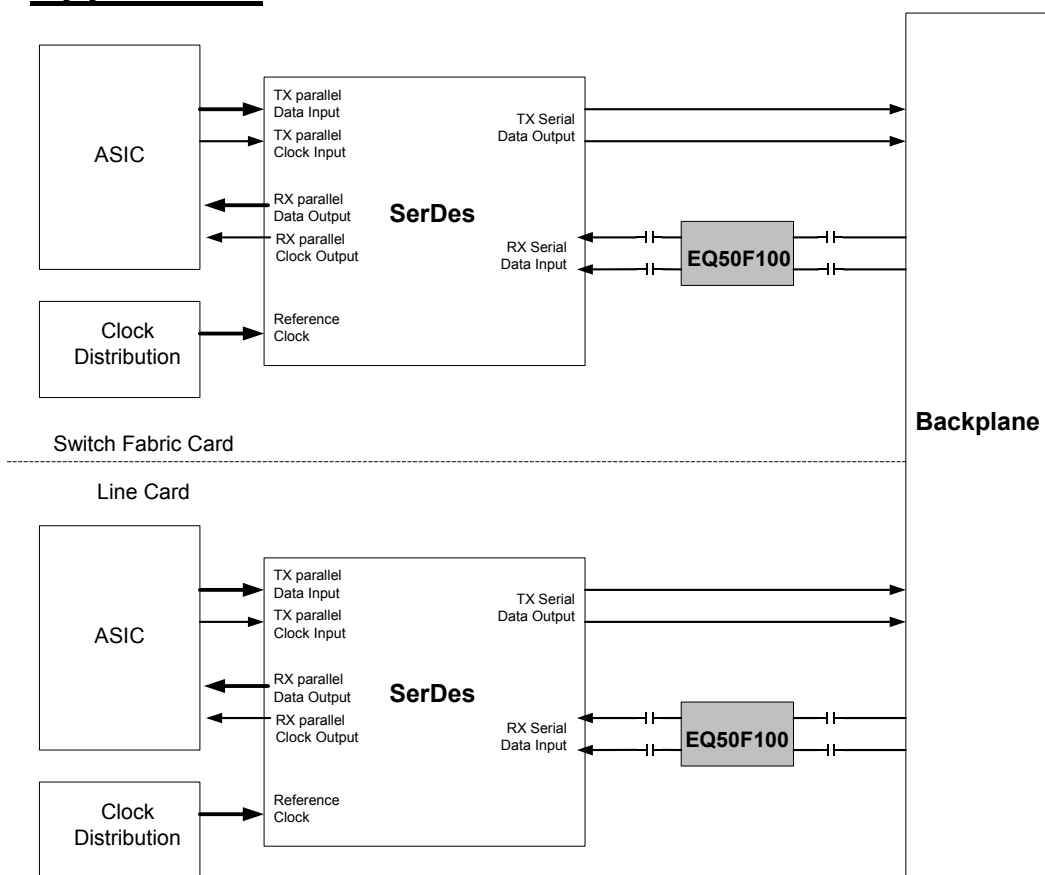 ASIC
TX parallel
Data Input
TX parallel
Clock Input
RX parallel
Data Output
RX parallel
Clock Output
SerDes
TX Serial
Data Output
RX Serial
Data Input
EQ50F100
Clock
Distribution
Reference
Clock
Backplane
Switch Fabric Card
Line Card
ASIC
TX parallel
Data Input
TX parallel
Clock Input
RX parallel
Data Output
RX parallel
Clock Output
SerDes
TX Serial
Data Output
RX Serial
Data Input
EQ50F100
Clock
Distribution
Reference
Clock